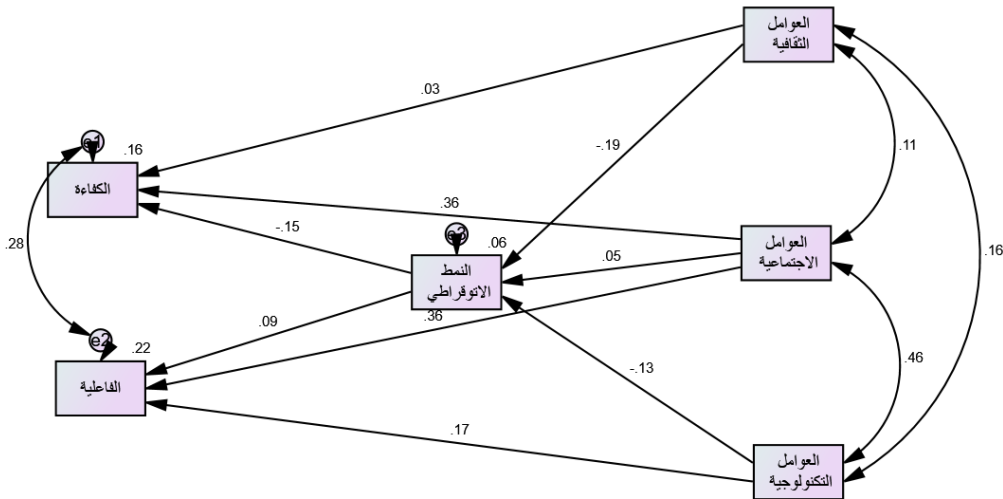 العوامل
الثقافية
.03
-.19
.11
e1
.16
الكفاءة
.36
.28
-.15
e3
.06
.05
العوامل
الاجتماعية
.16
النمط
الاتوقراطي
.36
.09
e2
.22
.46
-.13
الفاعلية
.17
العوامل
التكنولوجية